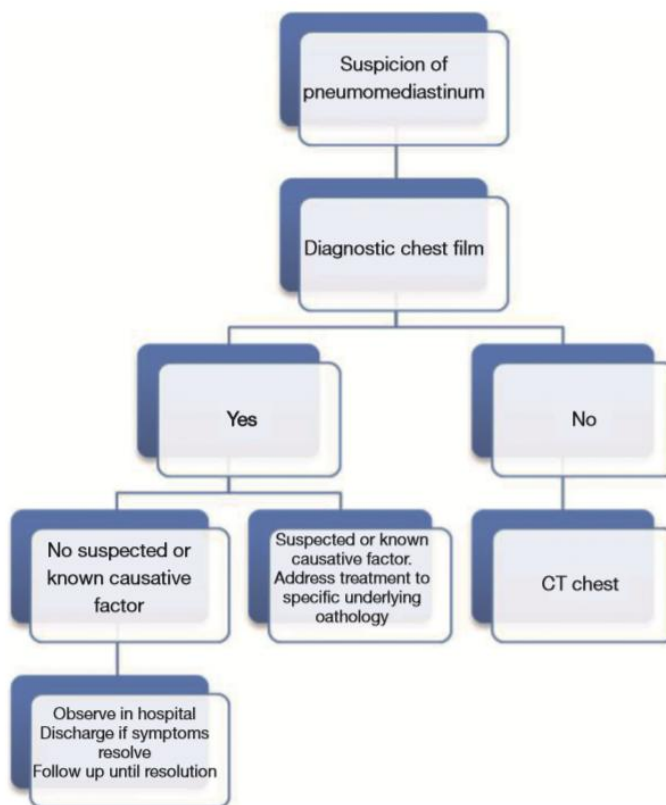 Suspicion of
pneumomediastinum
Diagnostic chest film
Yes
No
No suspected or
known causative
factor
Suspected or known
causative factor.
Address treatment to
specific underlying
oathology
CT chest
Observe in hospital
Discharge if symptoms
resolve
Follow up until resolution